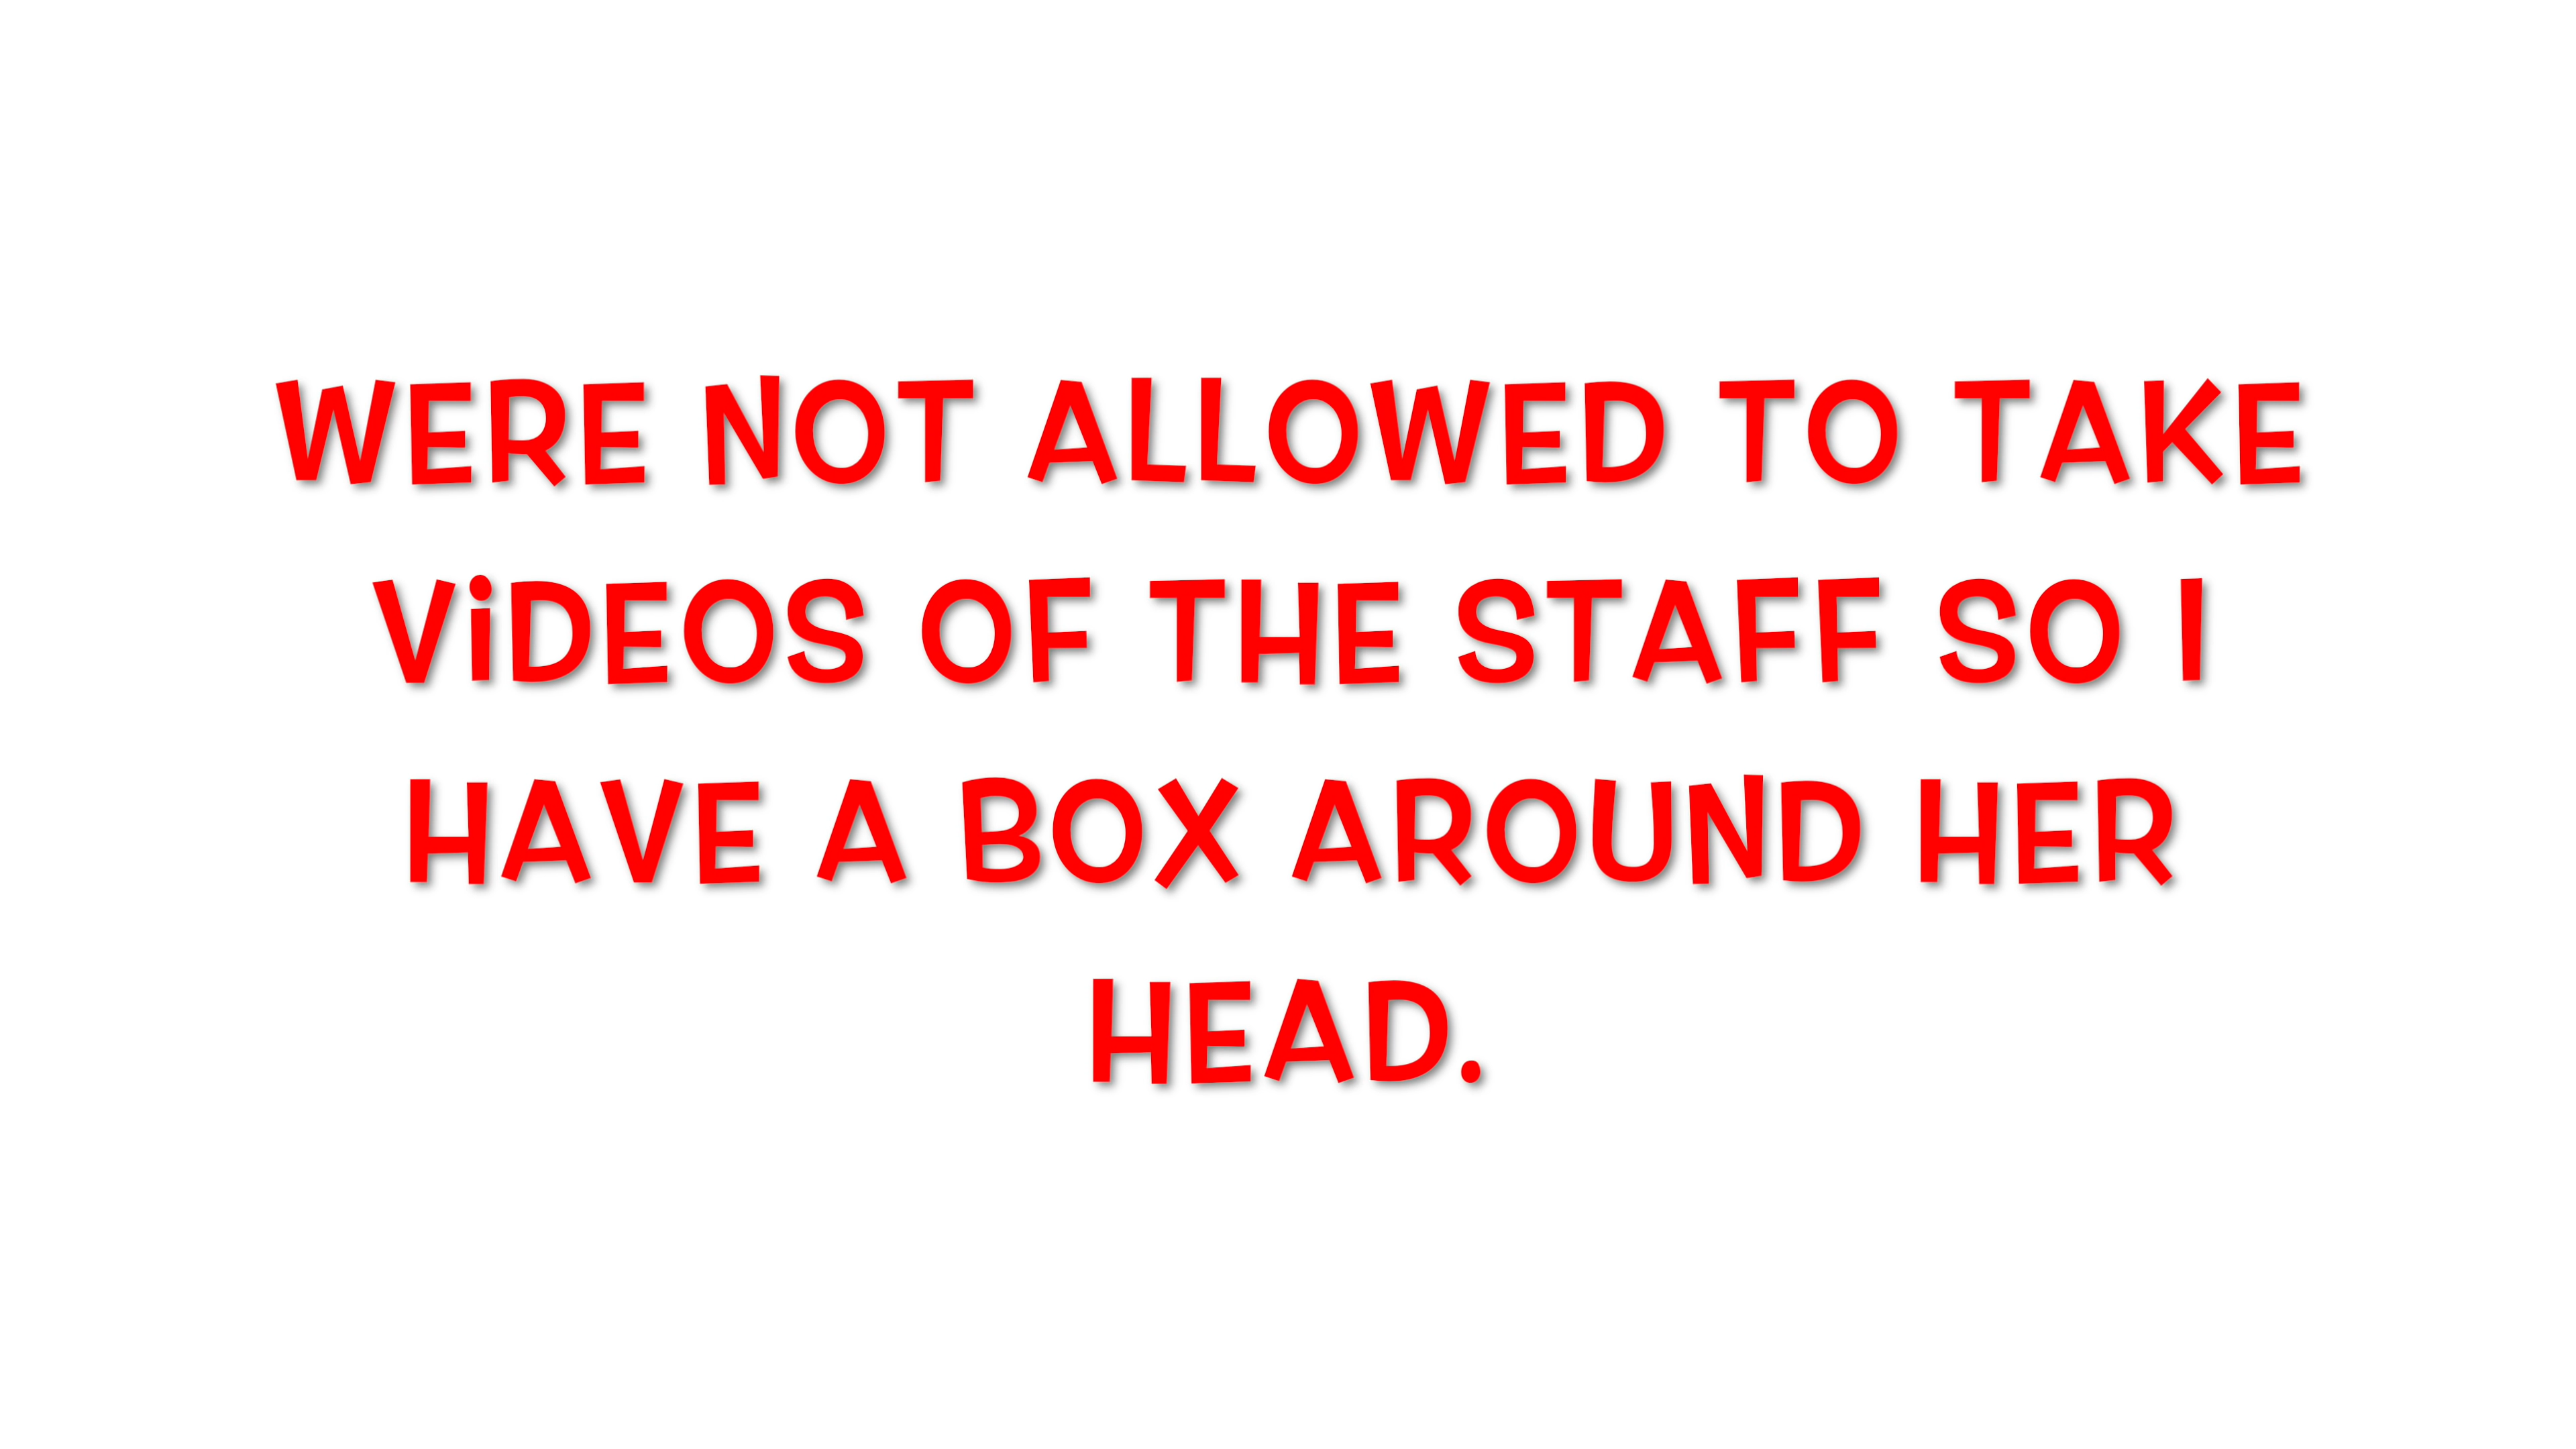 WERE NOT ALLOWED TO TAKE
ViDEOS OF THE STAFF SO I
HAVE A BOX AROUND HER
HEAD.